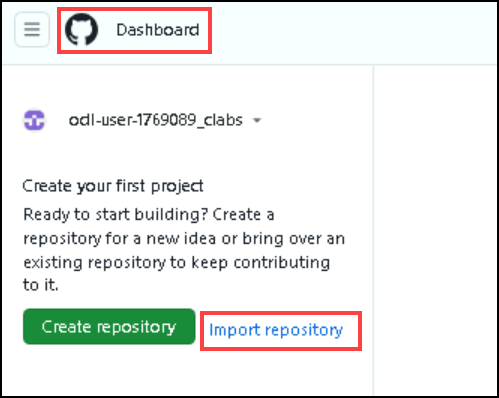 Dashboard
odl-user-1769089_clabs
Create your first project
Ready to start building? Create a
repository for a new idea or bring over an
existing repository to keep contributing
to it.
Create repository
Import repository